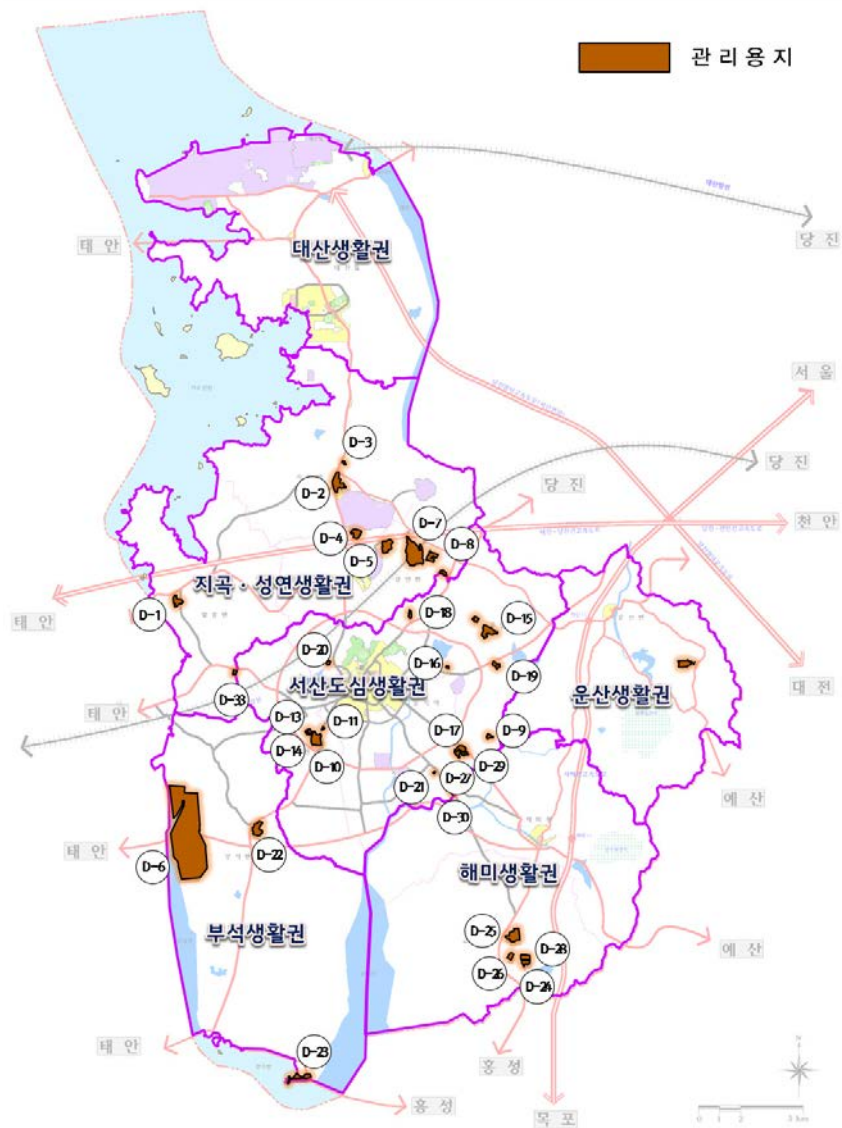 관 리 용 지
당 진
태 안
대산생활권
서 울
당 진
D-3
당 진
D-2
D-7
천 안
D-4
D-8
D-5
지곡·성연생활권
D-1
태 안
D-18
D-15
D-20
D-16
서산도심생활권
D-19
운산생활권
대 전
D-33
태 안
D-13
D-11
D-17
D-9
D-14
D-10
D-29
D-21
D-27
예 산
D-30
태 안
D-22
D-6
해미생활권
부석생활권
D-25
D-28
예 산
D-26
D-24
태 안
D-23
홍 성
홍 성
목 포
N
0 1 2 3 km